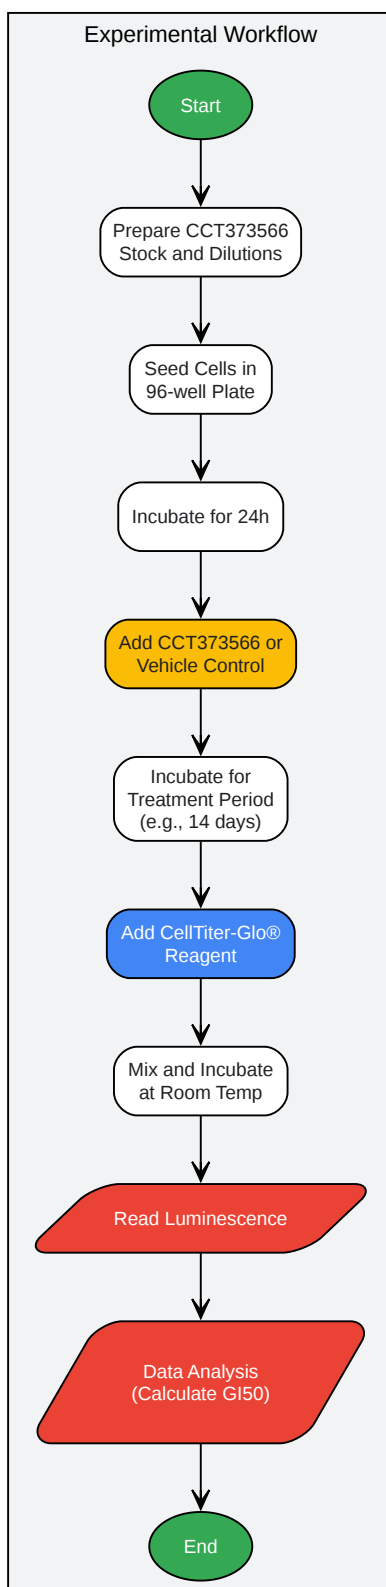 Experimental Workflow
Start
Prepare CCT373566
Stock and Dilutions
Seed Cells in
96-well Plate
Incubate for 24h
Add CCT373566 or
Vehicle Control
Incubate for
Treatment Period
(e.g., 14 days)
Add CellTiter-Glo®
Reagent
Mix and Incubate
at Room Temp
Read Luminescence
Data Analysis
(Calculate GI50)
End